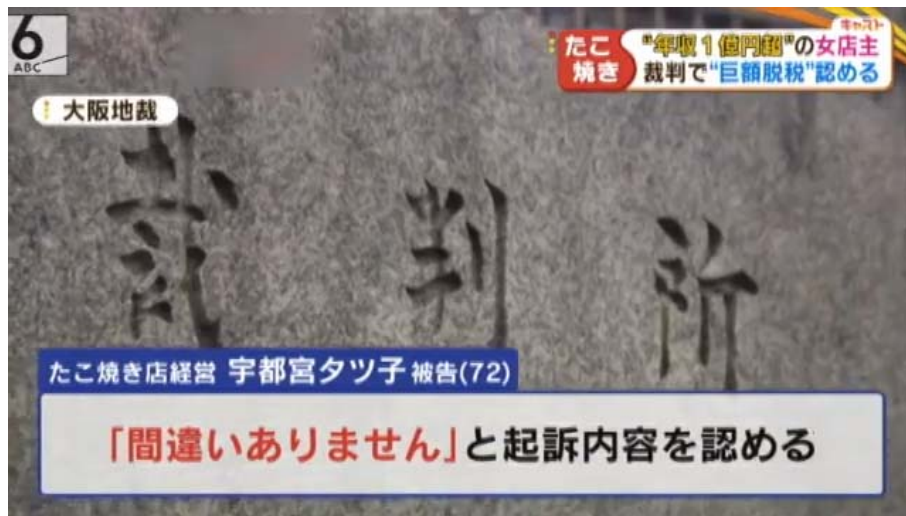 6
ABC
キャスト
たこ焼き
"年収1億円超"の女店主
裁判で"巨額脱税"認める
大阪地裁
裁判所
たこ焼き店経営 宇都宮タツ子 被告(72)
「間違いありません」と起訴内容を認める